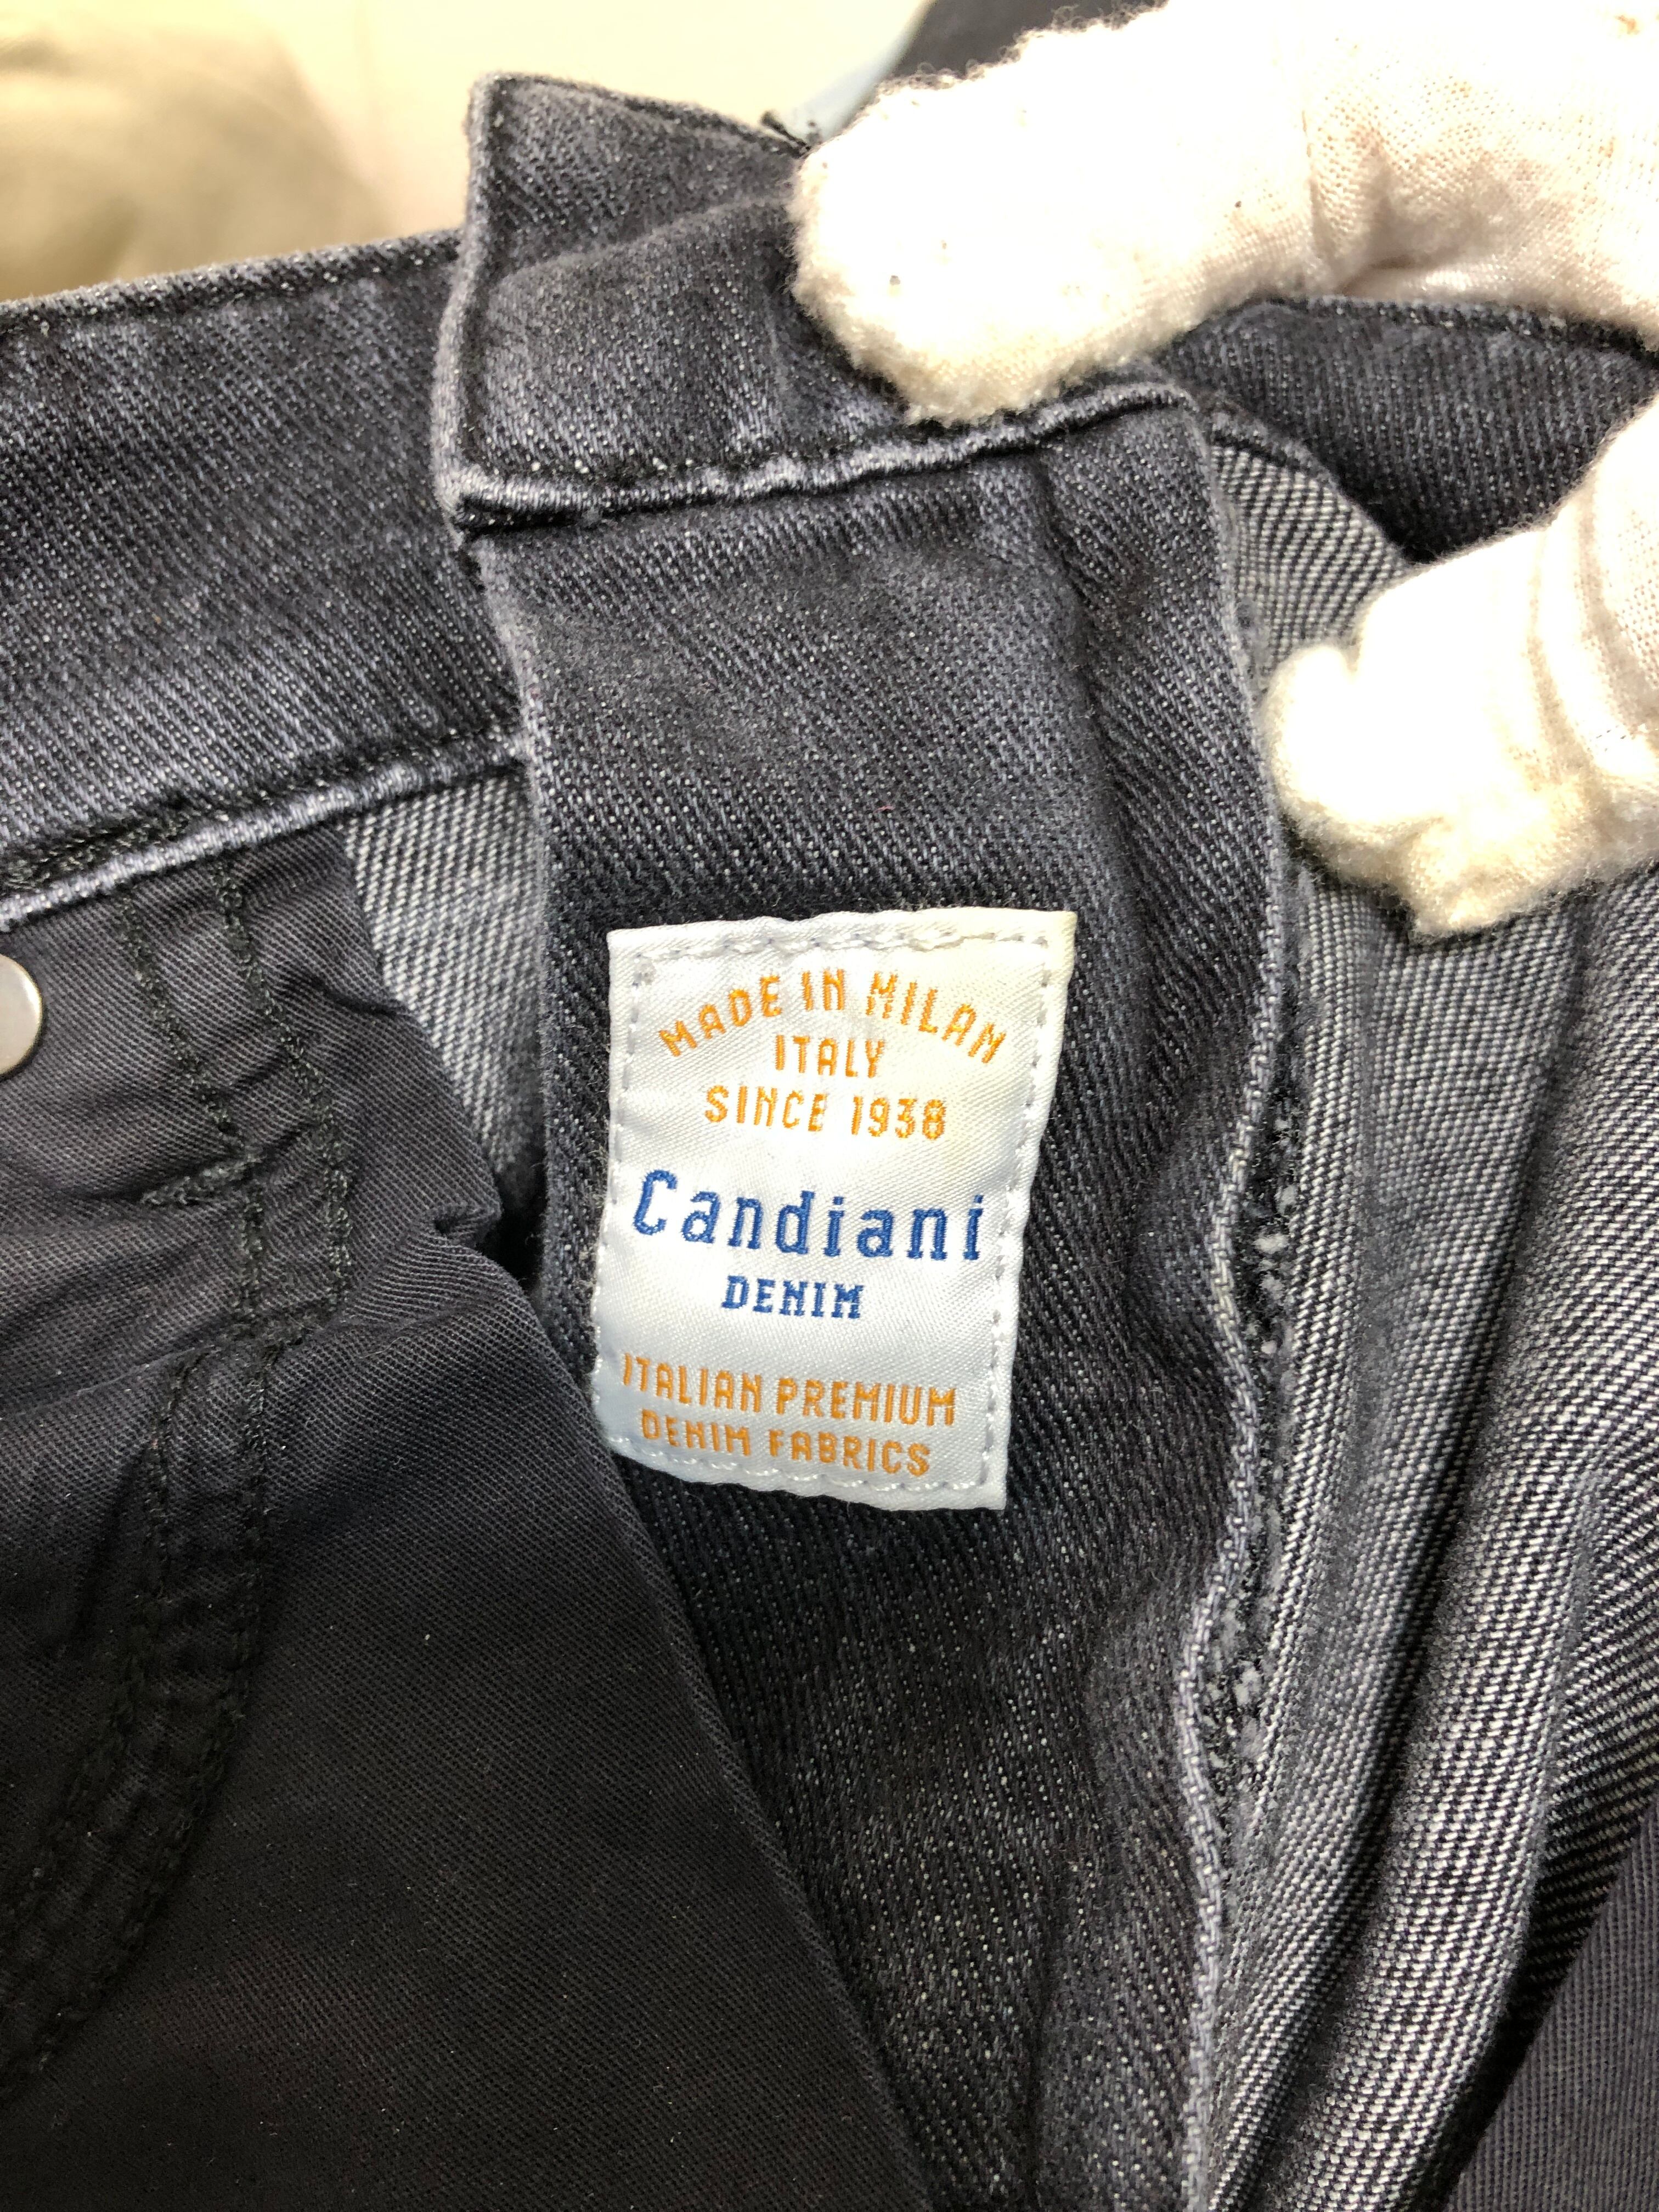 MADE IN MILAN
ITALY
SINCE 1938
Candiani
DENIM
ITALIAN PREMIUM
DENIM FABRICS